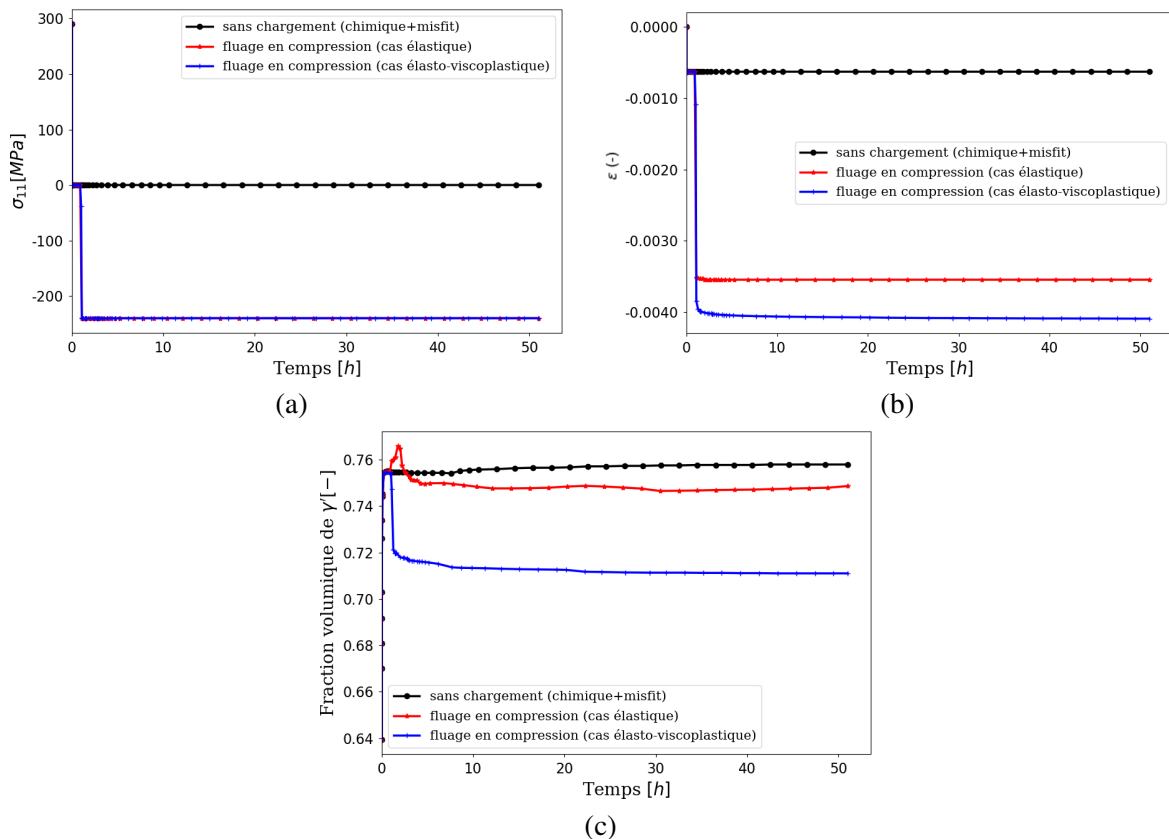 300
200
100
0
-100
-200
σ11[MPa]
sans chargement (chimique+misfit)
fluage en compression (cas élastique)
fluage en compression (cas élasto-viscoplastique)
0
10
20
30
40
50
Temps [h]
(a)
0.0000
-0.0010
-0.0020
-0.0030
-0.0040
ε (-)
sans chargement (chimique+misfit)
fluage en compression (cas élastique)
fluage en compression (cas élasto-viscoplastique)
0
10
20
30
40
50
Temps [h]
(b)
0.76
0.74
0.72
0.70
0.68
0.66
0.64
Fraction volumique de γ′[−]
sans chargement (chimique+misfit)
fluage en compression (cas élastique)
fluage en compression (cas élasto-viscoplastique)
0
10
20
30
40
50
Temps [h]
(c)